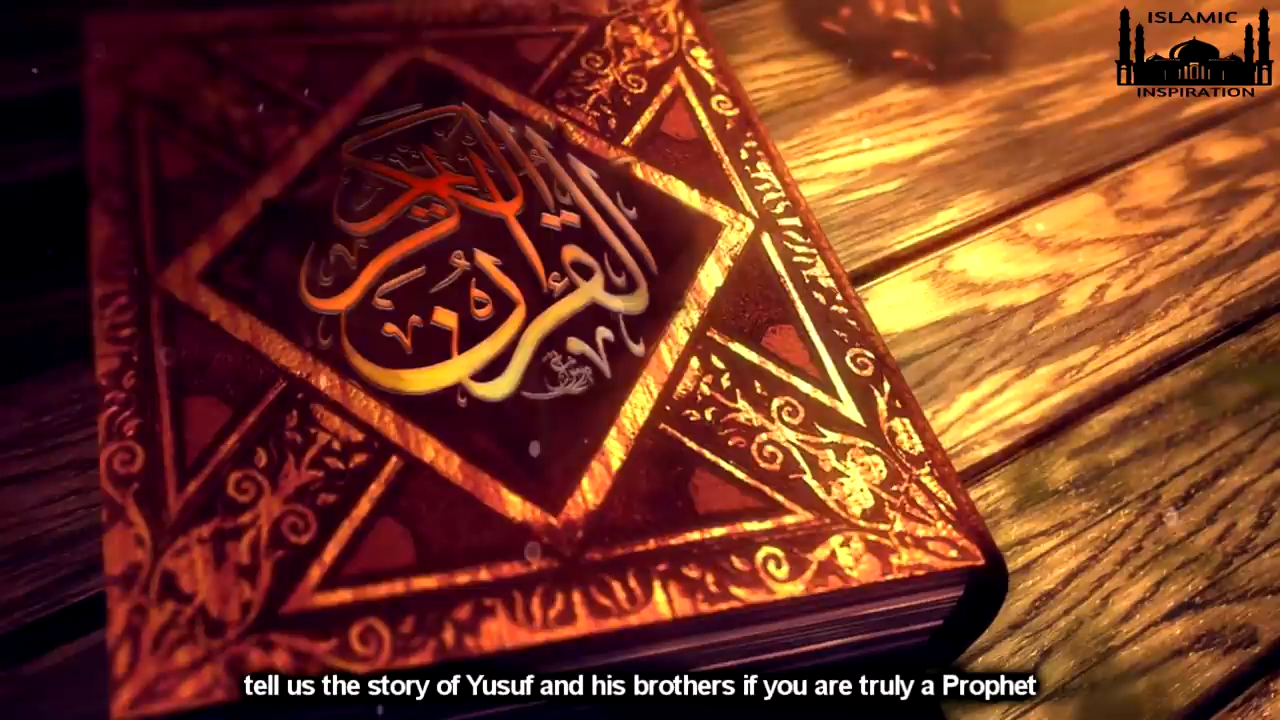 ISLAMIC
INSPIRATION
القرآن
الكريم
tell us the story of Yusuf and his brothers if you are truly a Prophet